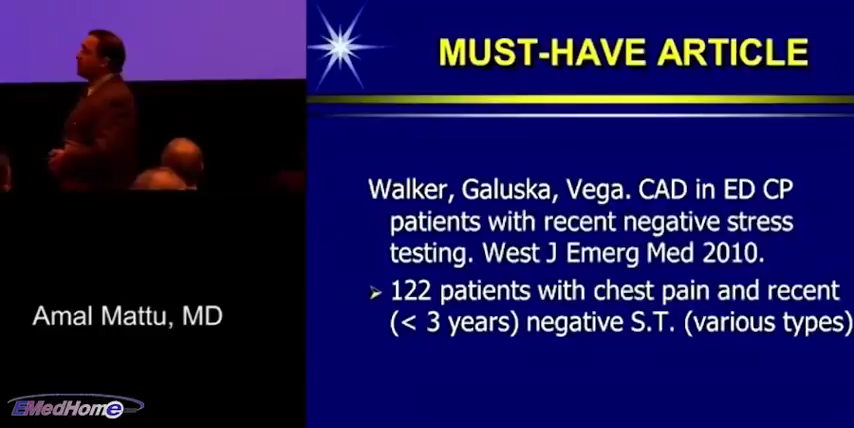 MUST-HAVE ARTICLE
Walker, Galuska, Vega. CAD in ED CP
patients with recent negative stress
testing. West J Emerg Med 2010.
➢ 122 patients with chest pain and recent
(< 3 years) negative S.T. (various types)
Amal Mattu, MD
EMedHome